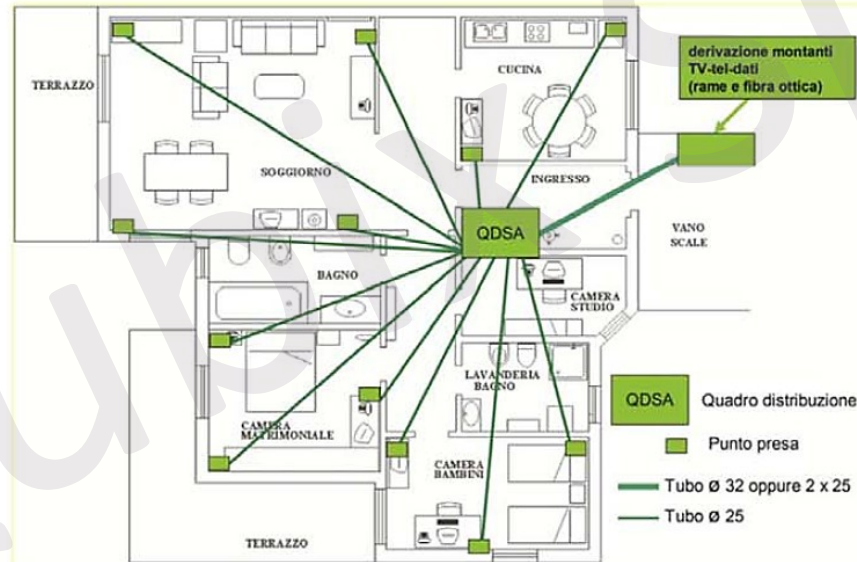 derivazione montanti
TV-tel-dati
(rame e fibra ottica)
CUCINA
TERRAZZO
SOGGIORNO
INGRESSO
QDSA
VANO
SCALE
BAGNO
CAMERA
STUDIO
LAVANDERIA
BAGNO
CAMERA
MATRIMONIALE
CAMERA
BAMBINI
TERRAZZO
QDSA Quadro distribuzione
Punto presa
Tubo Ø 32 oppure 2 x 25
Tubo Ø 25